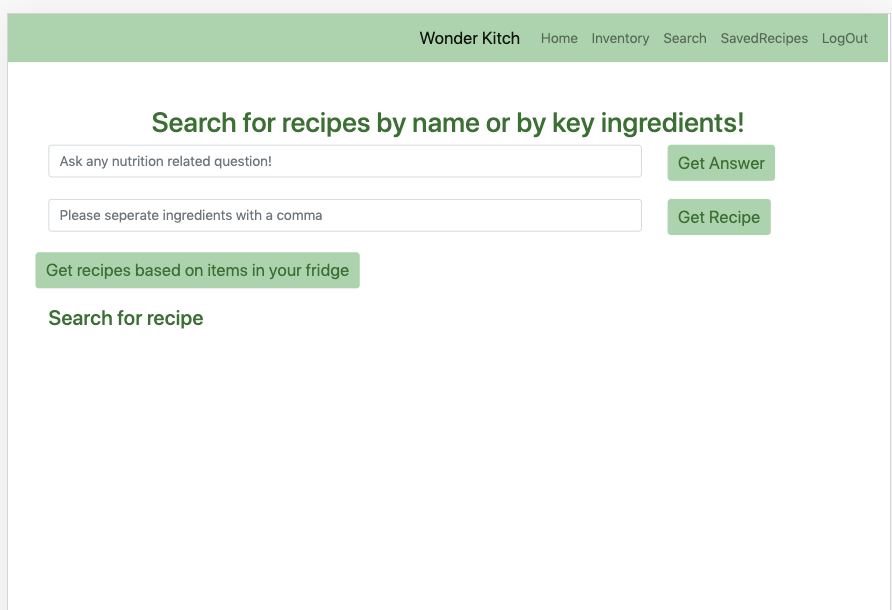 Wonder Kitch Home Inventory Search SavedRecipes LogOut
Search for recipes by name or by key ingredients!
Ask any nutrition related question! Get Answer
Please seperate ingredients with a comma Get Recipe
Get recipes based on items in your fridge
Search for recipe